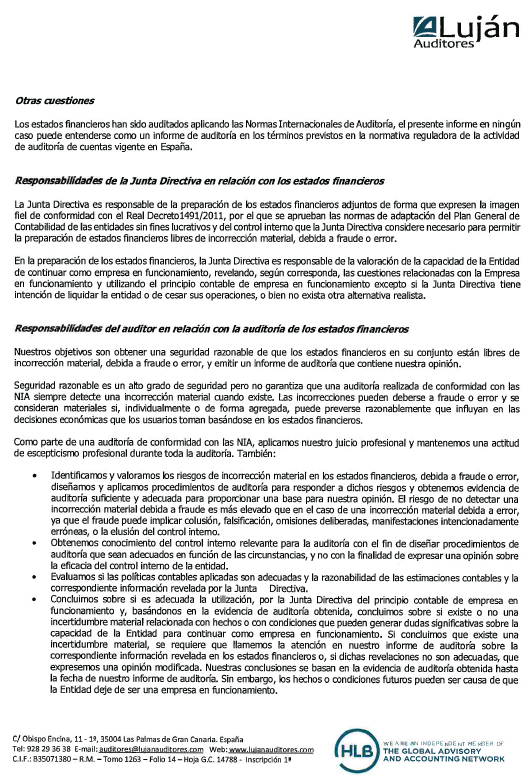 Luján
Auditores
Otras cuestiones
Los estados financieros han sido auditados aplicando las Normas Internacionales de Auditoría, el presente informe en ningún
caso puede entenderse como un informe de auditoría en los términos previstos en la normativa reguladora de la actividad
de auditoría de cuentas vigente en España.
Responsabilidades de la Junta Directiva en relación con los estados financieros
La Junta Directiva es responsable de la preparación de los estados financieros adjuntos de forma que expresen la imagen
fiel de conformidad con el Real Decreto1491/2011, por el que se aprueban las normas de adaptación del Plan General de
Contabilidad de las entidades sin fines lucrativos y del control interno que la Junta Directiva considere necesario para permitir
la preparación de estados financieros libres de incorrección material, debida a fraude o error.
En la preparación de los estados financieros, la Junta Directiva es responsable de la valoración de la capacidad de la Entidad
de continuar como empresa en funcionamiento, revelando, según corresponda, las cuestiones relacionadas con la Empresa
en funcionamiento y utilizando el principio contable de empresa en funcionamiento excepto si la Junta Directiva tiene
intención de liquidar la entidad o de cesar sus operaciones, o bien no exista otra alternativa realista.
Responsabilidades del auditor en relación con la auditoría de los estados financieros
Nuestros objetivos son obtener una seguridad razonable de que los estados financieros en su conjunto están libres de
incorrección material, debida a fraude o error, y emitir un informe de auditoría que contiene nuestra opinión.
Seguridad razonable es un alto grado de seguridad pero no garantiza que una auditoría realizada de conformidad con las
NIA siempre detecte una incorrección material cuando existe. Las incorrecciones pueden deberse a fraude o error y se
consideran materiales si, individualmente o de forma agregada, puede preverse razonablemente que influyan en las
decisiones económicas que los usuarios toman basándose en los estados financieros.
Como parte de una auditoría de conformidad con las NIA, aplicamos nuestro juicio profesional y mantenemos una actitud
de escepticismo profesional durante toda la auditoría. También:
• Identificamos y valoramos los riesgos de incorrección material en los estados financieros, debida a fraude o error,
diseñamos y aplicamos procedimientos de auditoría para responder a dichos riesgos y obtenemos evidencia de
auditoría suficiente y adecuada para proporcionar una base para nuestra opinión. El riesgo de no detectar una
incorrección material debida a fraude es más elevado que en el caso de una incorrección material debida a error,
ya que el fraude puede implicar colusión, falsificación, omisiones deliberadas, manifestaciones intencionadamente
erróneas, o la elusión del control interno.
• Obtenemos conocimiento del control interno relevante para la auditoría con el fin de diseñar procedimientos de
auditoría que sean adecuados en función de las circunstancias, y no con la finalidad de expresar una opinión sobre
la eficacia del control interno de la entidad.
• Evaluamos si las políticas contables aplicadas son adecuadas y la razonabilidad de las estimaciones contables y la
correspondiente información revelada por la Junta Directiva.
• Concluimos sobre si es adecuada la utilización, por la Junta Directiva del principio contable de empresa en
funcionamiento y, basándonos en la evidencia de auditoría obtenida, concluimos sobre si existe o no una
incertidumbre material relacionada con hechos o con condiciones que pueden generar dudas significativas sobre la
capacidad de la Entidad para continuar como empresa en funcionamiento. Si concluimos que existe una
incertidumbre material, se requiere que llamemos la atención en nuestro informe de auditoría sobre la
correspondiente información revelada en los estados financieros o, si dichas revelaciones no son adecuadas, que
expresemos una opinión modificada. Nuestras conclusiones se basan en la evidencia de auditoría obtenida hasta
la fecha de nuestro informe de auditoría. Sin embargo, los hechos o condiciones futuros pueden ser causa de que
la Entidad deje de ser una empresa en funcionamiento.
C/ Obispo Encina, 11 - 1º, 35004 Las Palmas de Gran Canaria. España
Tel: 928 29 36 38 E-mail: auditores@lujanauditores.com Web: www.lujanauditores.com
C.I.F.: B35071380 – R.M. – Tomo 1263 – Folio 14 – Hoja G.C. 14788 - Inscripción 1ª
HLB
WE ARE AN INDEPENDENT MEMBER OF
THE GLOBAL ADVISORY
AND ACCOUNTING NETWORK